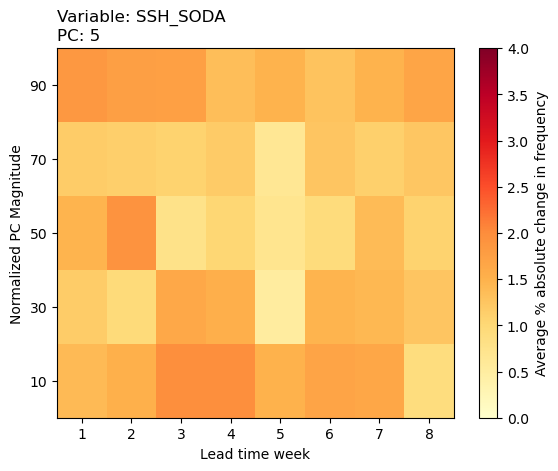 Variable: SSH_SODA
PC: 5
90
70
50
30
10
Normalized PC Magnitude
1 2 3 4 5 6 7 8
Lead time week
4.0
3.5
3.0
2.5
2.0
1.5
1.0
0.5
0.0
Average % absolute change in frequency